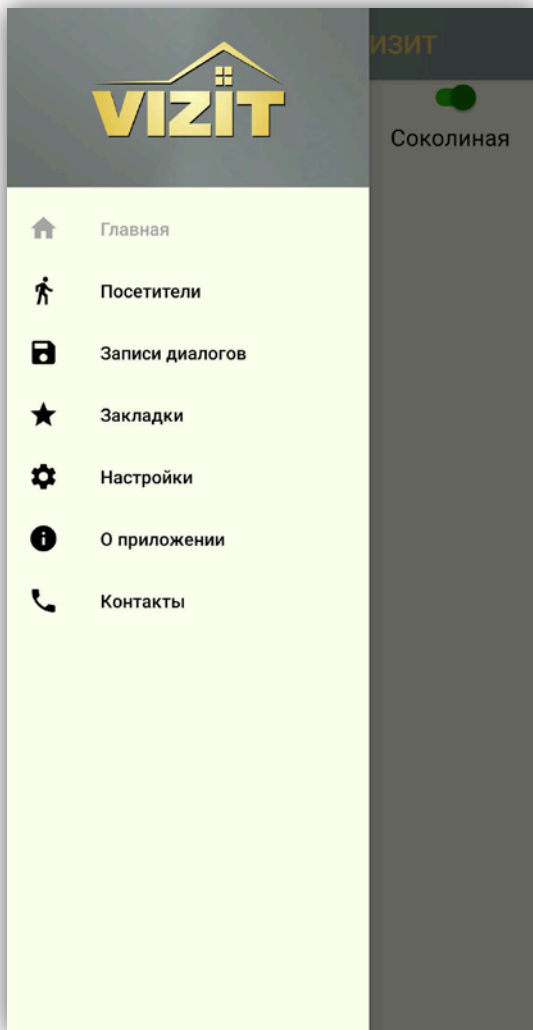 VIZIT
ИЗИТ
Соколиная
Главная
Посетители
Записи диалогов
Закладки
Настройки
О приложении
Контакты